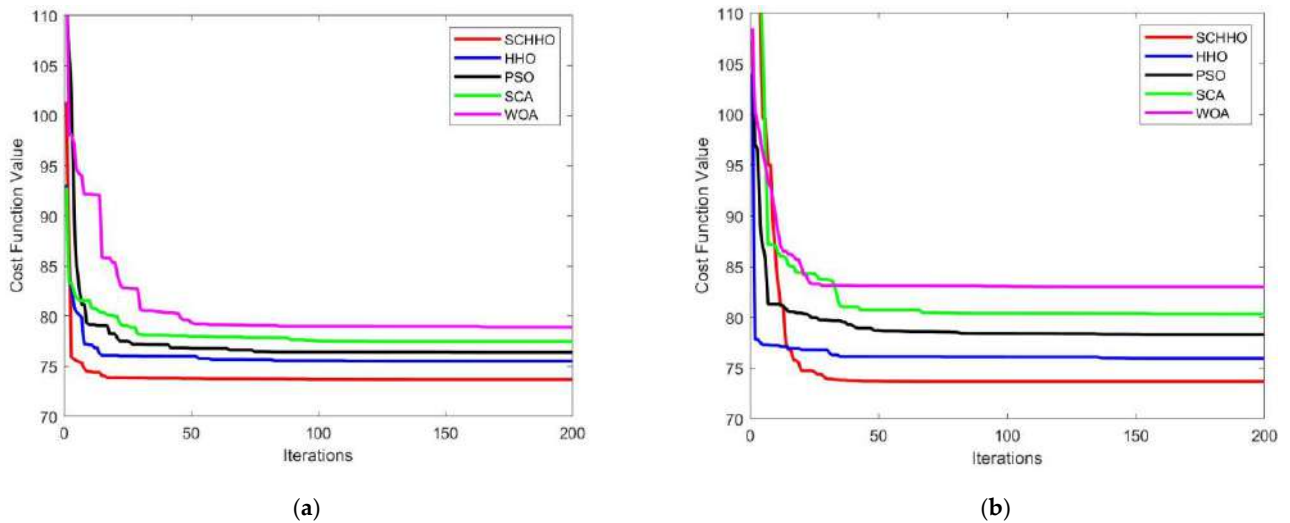 110
105
100
95
90
85
80
75
70
Cost Function Value
SCHHO
HHO
PSO
SCA
WOA
0 50 100 150 200
Iterations
(a)
110
105
100
95
90
85
80
75
70
Cost Function Value
SCHHO
HHO
PSO
SCA
WOA
0 50 100 150 200
Iterations
(b)